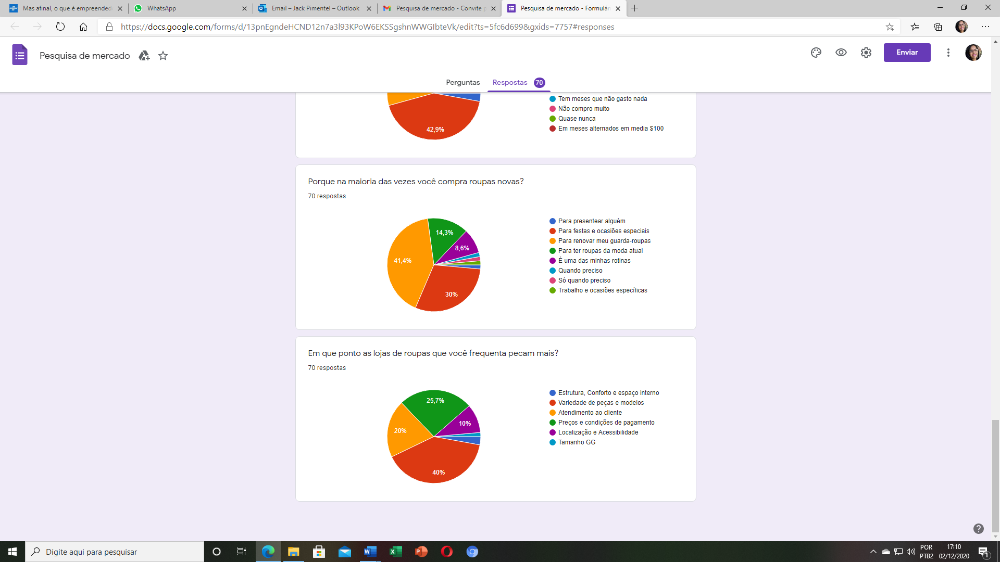 Mas afinal, o que é empreended
WhatsApp
Email – Jack Pimentel – Outlook
Pesquisa de mercado - Convite p
Pesquisa de mercado - Formulári
https://docs.google.com/forms/d/13pnEgndeHCND12n7a3l93KPoW6EKSSgshnWWGIbteVk/edit?ts=5fc6d699&gxids=7757#responses
Pesquisa de mercado
Enviar
Perguntas
Respostas 70
42,9%
Tem meses que não gasto nada
Não compro muito
Quase nunca
Em meses alternados em media $100
Porque na maioria das vezes você compra roupas novas?
70 respostas
14,3%
8,6%
41,4%
30%
Para presentear alguém
Para festas e ocasiões especiais
Para renovar meu guarda-roupas
Para ter roupas da moda atual
É uma das minhas rotinas
Quando preciso
Só quando preciso
Trabalho e ocasiões específicas
Em que ponto as lojas de roupas que você frequenta pecam mais?
70 respostas
25,7%
10%
20%
40%
Estrutura, Conforto e espaço interno
Variedade de peças e modelos
Atendimento ao cliente
Preços e condições de pagamento
Localização e Acessibilidade
Tamanho GG
Digite aqui para pesquisar
POR
PTB2
17:10
02/12/2020
1